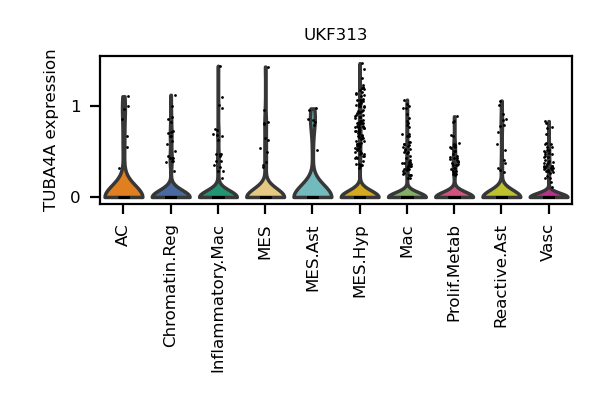 UKF313
TUBA4A expression
1
0
AC
Chromatin.Reg
Inflammatory.Mac
MES
MES.Ast
MES.Hyp
Mac
Prolif.Metab
Reactive.Ast
Vasc